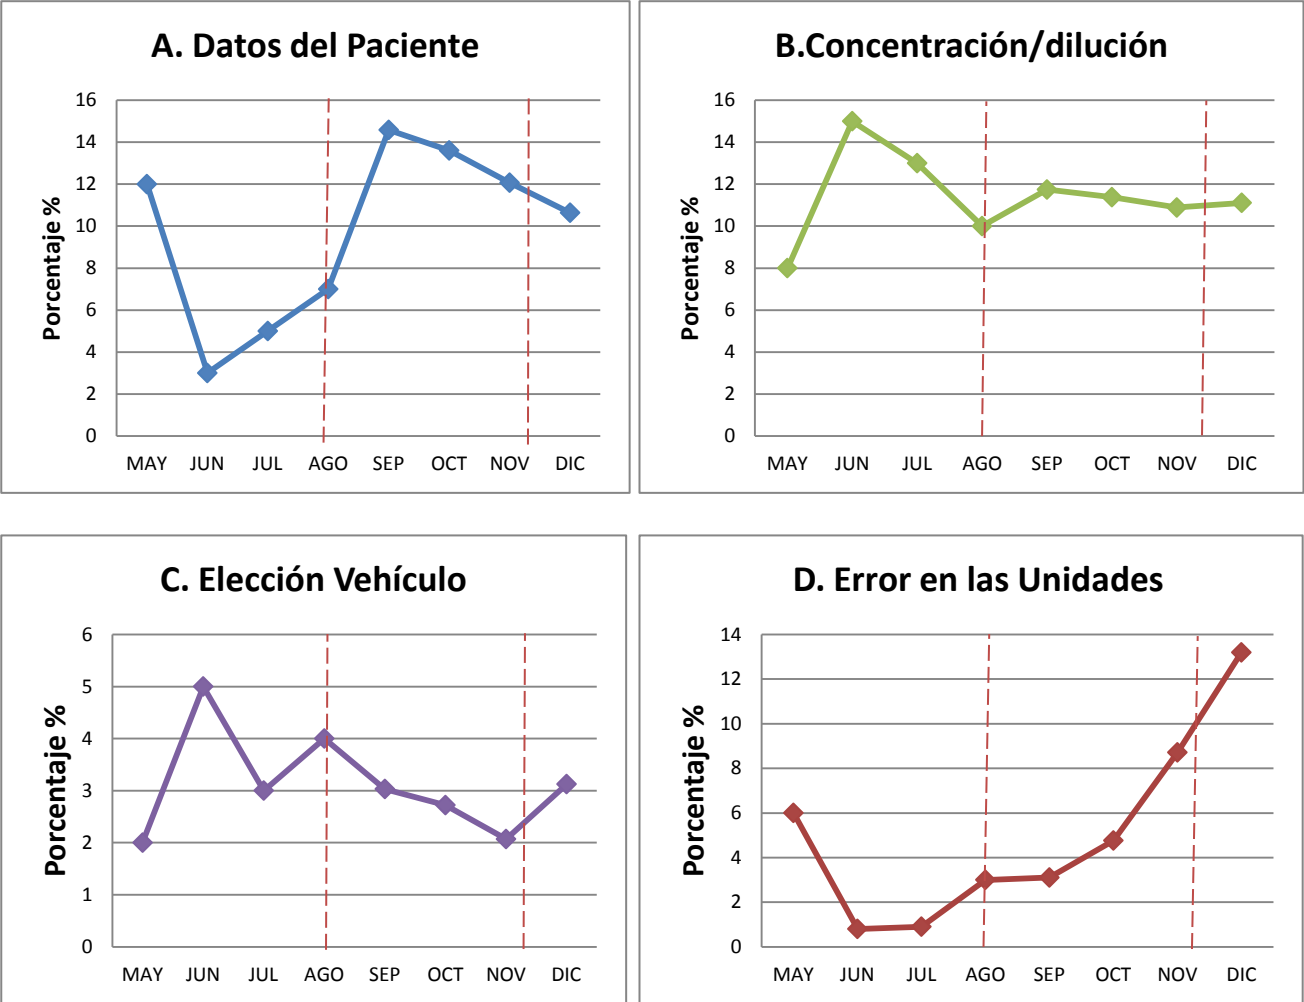 A. Datos del Paciente
Porcentaje %
16
14
12
10
8
6
4
2
0
MAY JUN JUL AGO SEP OCT NOV DIC
B.Concentración/dilución
Porcentaje %
16
14
12
10
8
6
4
2
0
MAY JUN JUL AGO SEP OCT NOV DIC
C. Elección Vehículo
Porcentaje %
6
5
4
3
2
1
0
MAY JUN JUL AGO SEP OCT NOV DIC
D. Error en las Unidades
Porcentaje %
14
12
10
8
6
4
2
0
MAY JUN JUL AGO SEP OCT NOV DIC